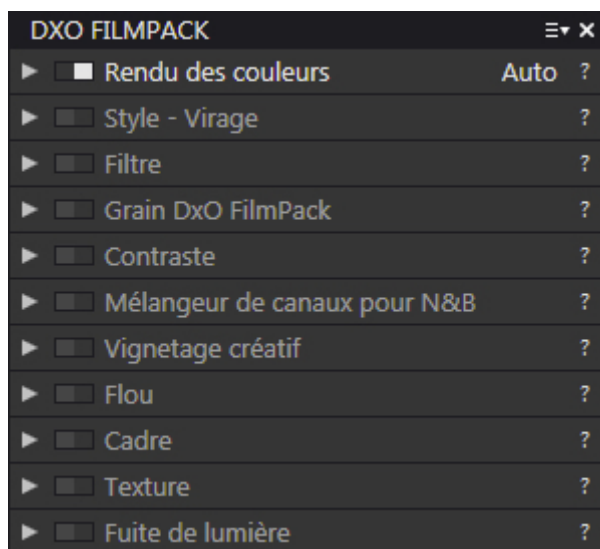 DXO FILMPACK
Rendu des couleurs Auto ?
Style - Virage ?
Filtre ?
Grain DxO FilmPack ?
Contraste ?
Mélangeur de canaux pour N&B ?
Vignetage créatif ?
Flou ?
Cadre ?
Texture ?
Fuite de lumière ?